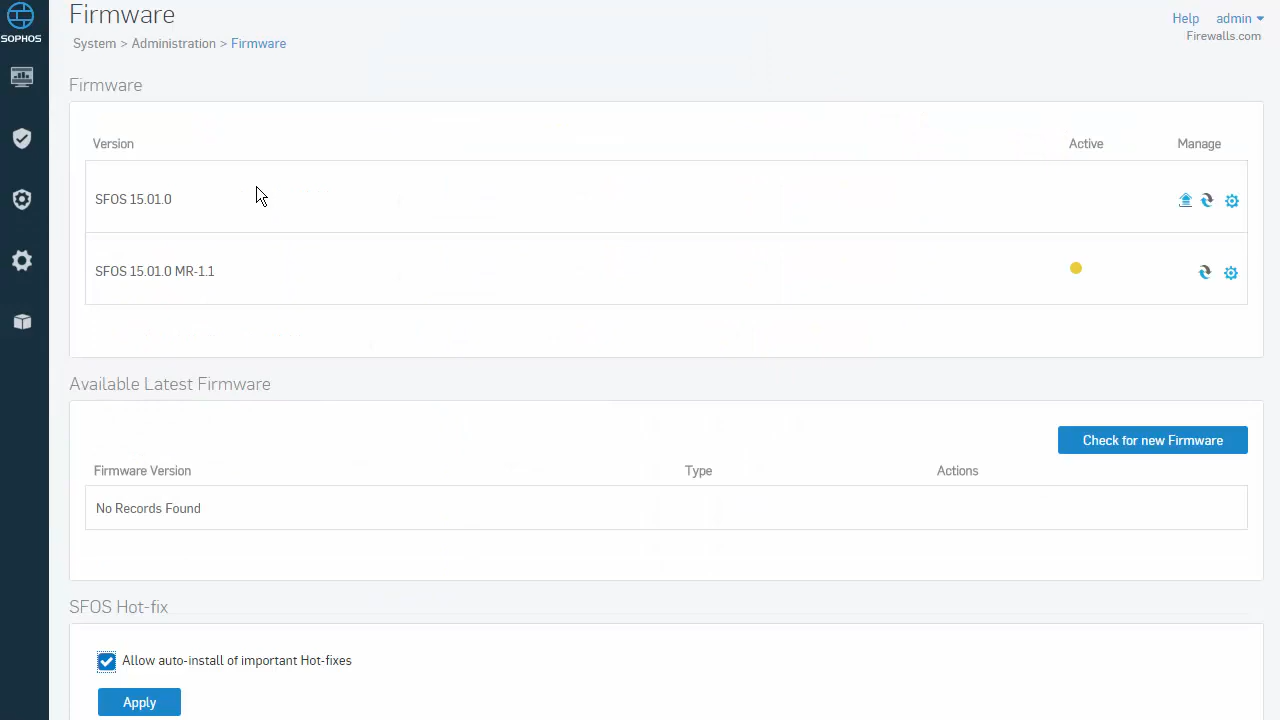 Firmware
Help admin
SOPHOS
System > Administration > Firmware
Firewalls.com
Firmware
Version Active Manage
SFOS 15.01.0
SFOS 15.01.0 MR-1.1
Available Latest Firmware
Check for new Firmware
Firmware Version Type Actions
No Records Found
SFOS Hot-fix
Allow auto-install of important Hot-fixes
Apply